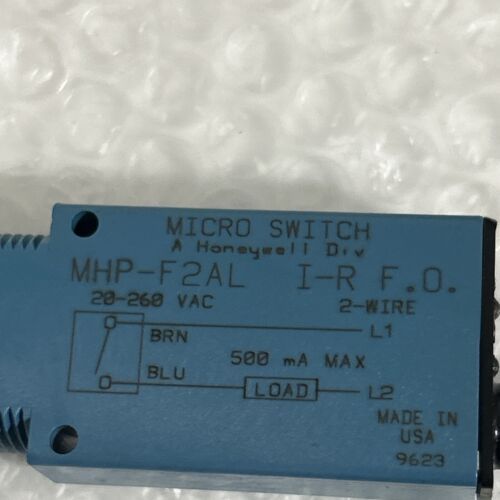 MICRO SWITCH
A Honeywell Div
MHP-F2AL I-R F.O.
20-260 VAC 2-WIRE
L1
BRN
500 mA MAX
BLU
LOAD L2
MADE IN
USA
9623